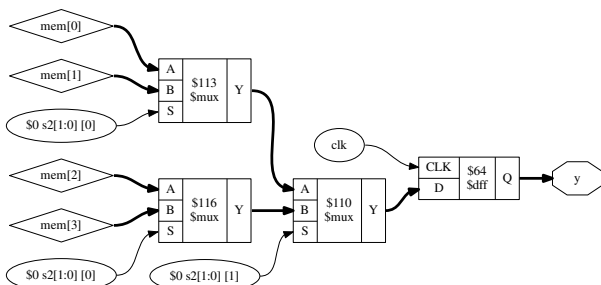 mem[0]
mem[1]
$0 s2[1:0] [0]
A
B
S
$113
$mux
Y
mem[2]
mem[3]
$0 s2[1:0] [0]
A
B
S
$116
$mux
Y
$0 s2[1:0] [1]
A
B
S
$110
$mux
Y
clk
CLK
D
$64
$dff
Q
y